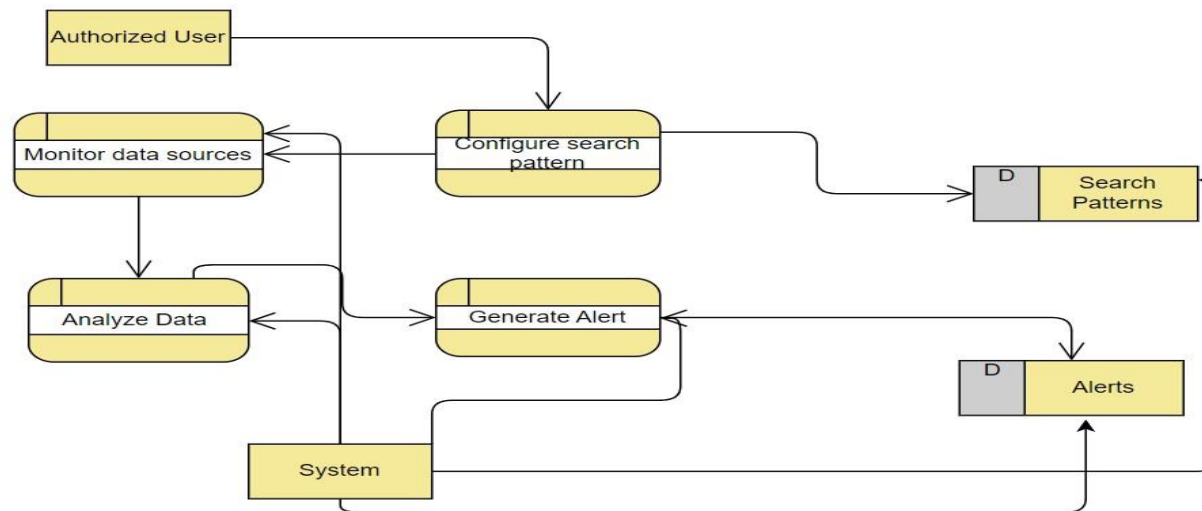 Authorized User
Monitor data sources
Configure search
pattern
D
Search
Patterns
Analyze Data
Generate Alert
D
Alerts
System